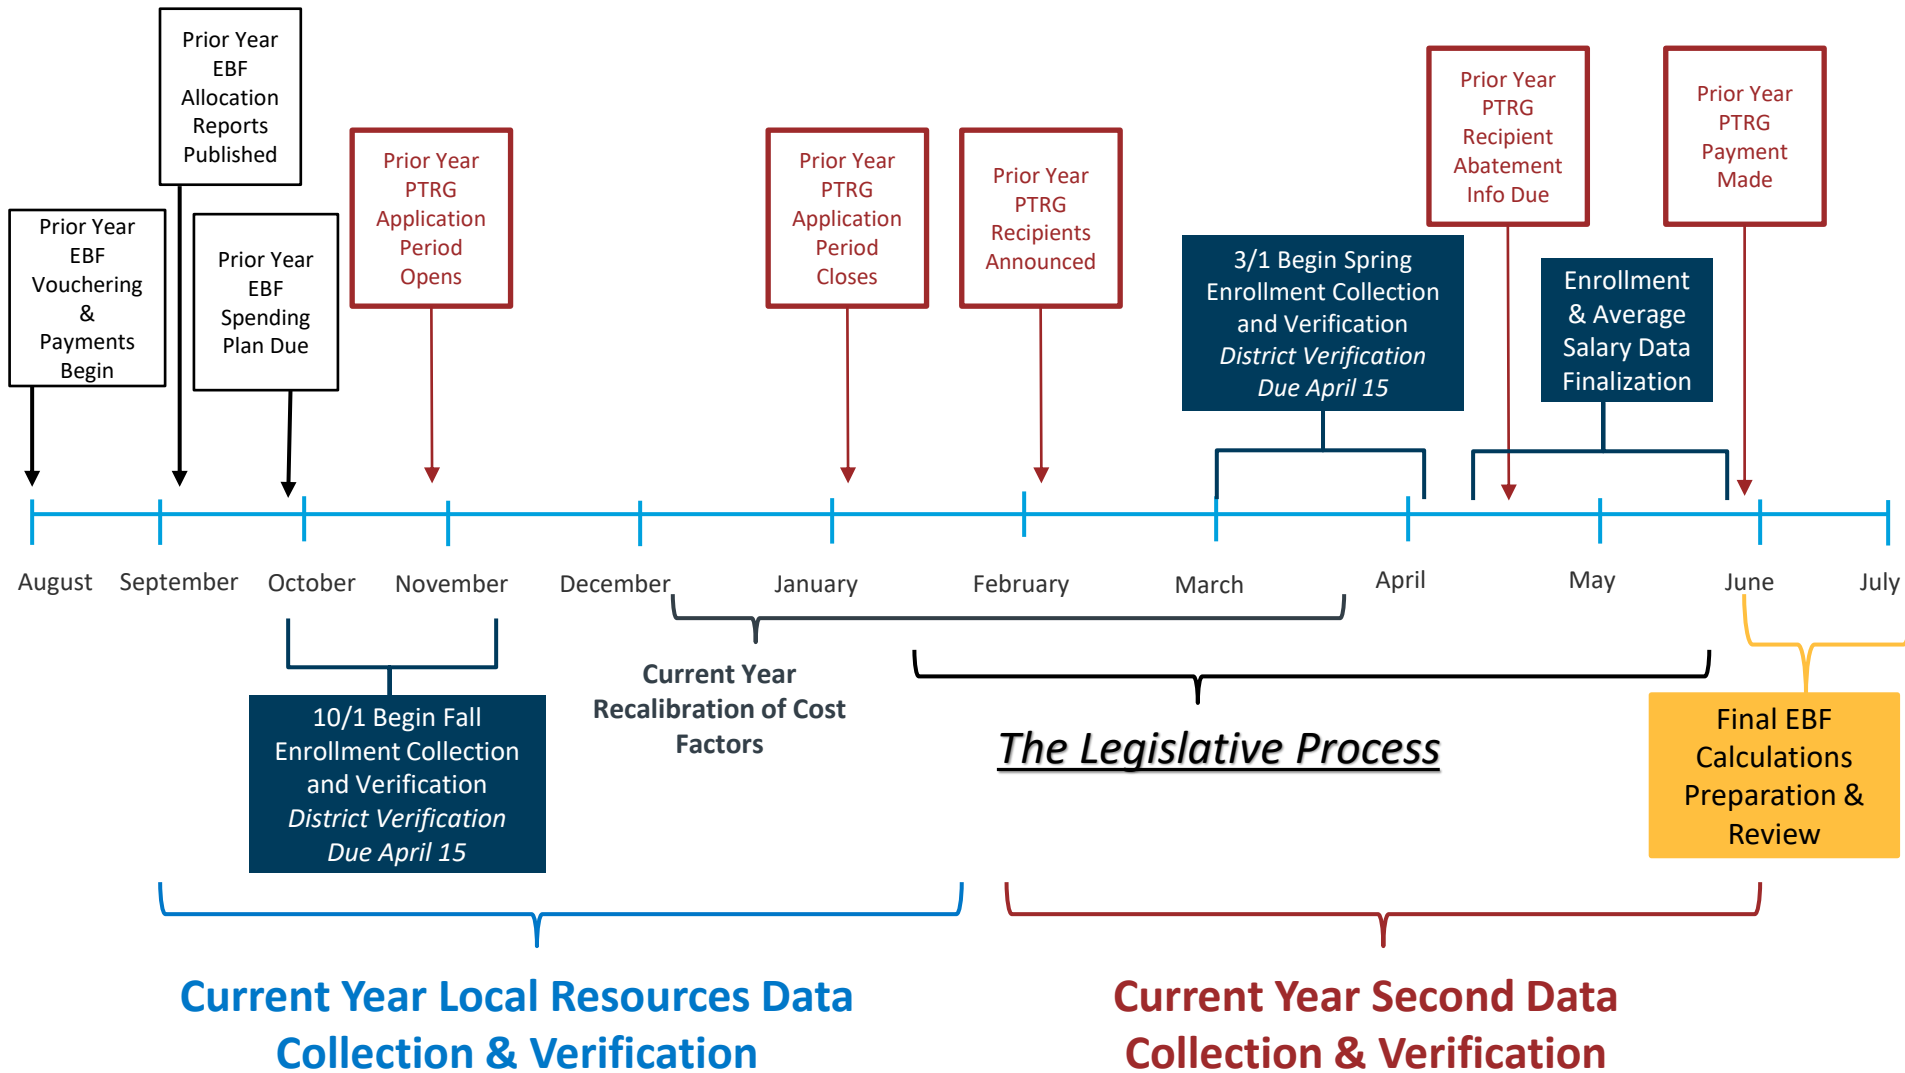 Prior Year
EBF
Allocation
Reports
Published
Prior Year
EBF
Vouchering
&
Payments
Begin
Prior Year
EBF
Spending
Plan Due
Prior Year
PTRG
Application
Period
Opens
Prior Year
PTRG
Application
Period
Closes
Prior Year
PTRG
Recipients
Announced
3/1 Begin Spring
Enrollment Collection
and Verification
District Verification
Due April 15
Prior Year
PTRG
Recipient
Abatement
Info Due
Enrollment
& Average
Salary Data
Finalization
Prior Year
PTRG
Payment
Made
August
September
October
November
December
January
February
March
April
May
June
July
10/1 Begin Fall
Enrollment Collection
and Verification
District Verification
Due April 15
Current Year
Recalibration of Cost
Factors
The Legislative Process
Final EBF
Calculations
Preparation &
Review
Current Year Local Resources Data
Collection & Verification
Current Year Second Data
Collection & Verification